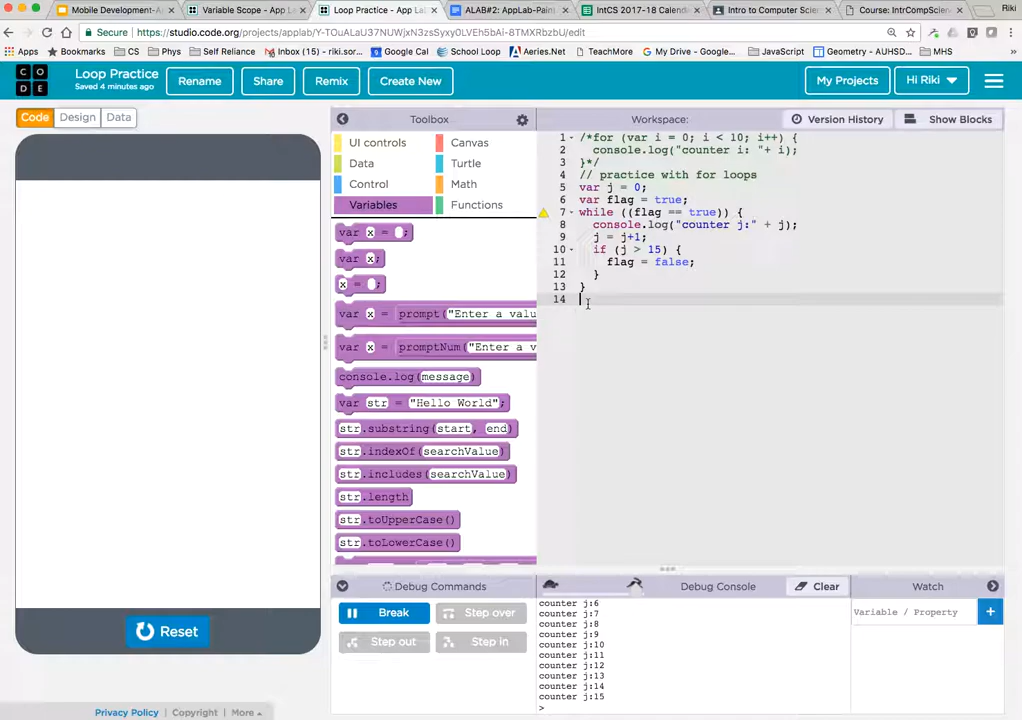 Mobile Development-A
Variable Scope - App La
Loop Practice - App La
ALAB#2: AppLab-Pain
IntCS 2017-18 Calend
Intro to Computer Scie
Course: IntrCompScienc
Riki
Secure
https://studio.code.org/projects/applab/Y-TOuALaU37NUWjxN3zsSyxy0LVEh5bAi-8TMXRbzbU/edit
Apps
Bookmarks
CS
Pyfun
Self Reliance
Inbox (15) - riki.sor...
Google Cal
School Loop
Aeries.Net
TeachMore
My Drive - Google...
JavaScript
Geometry - AUHSD...
MHS
»
CODE
Loop Practice
Saved 4 minutes ago
Rename
Share
Remix
Create New
My Projects
Hi Riki
Code
Design
Data
Toolbox
Workspace:
Version History
Show Blocks
UI controls
Canvas
Data
Turtle
Control
Math
Variables
Functions
var x = ;
var x;
x = ;
var x = prompt("Enter a valu
var x = promptNum("Enter a v
console.log(message)
var str = "Hello World";
str.substring(start, end)
str.indexOf(searchValue)
str.includes(searchValue)
str.length
str.toUpperCase()
str.toLowerCase()
1 /*for (var i = 0; i < 10; i++) {
2 console.log("counter i: "+ i);
3 }*/
4 // practice with for loops
5 var j = 0;
6 var flag = true;
7 while ((flag == true)) {
8 console.log("counter j:" + j);
9 j = j+1;
10 if (j > 15) {
11 flag = false;
12 }
13 }
14
Reset
Debug Commands
Break
Step over
Step out
Step in
Debug Console
Clear
counter j:6
counter j:7
counter j:8
counter j:9
counter j:10
counter j:11
counter j:12
counter j:13
counter j:14
counter j:15
>
Watch
Variable / Property
+
Privacy Policy | Copyright | More